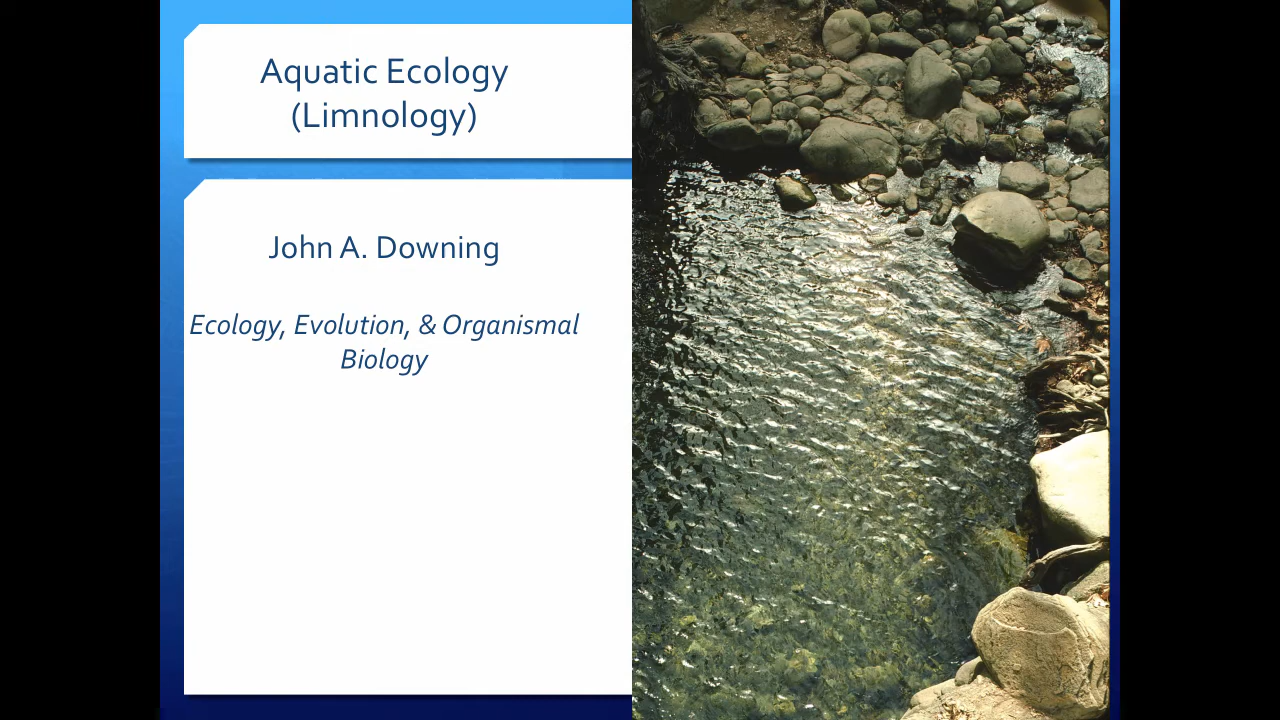 Aquatic Ecology
(Limnology)
John A. Downing
Ecology, Evolution, & Organismal
Biology